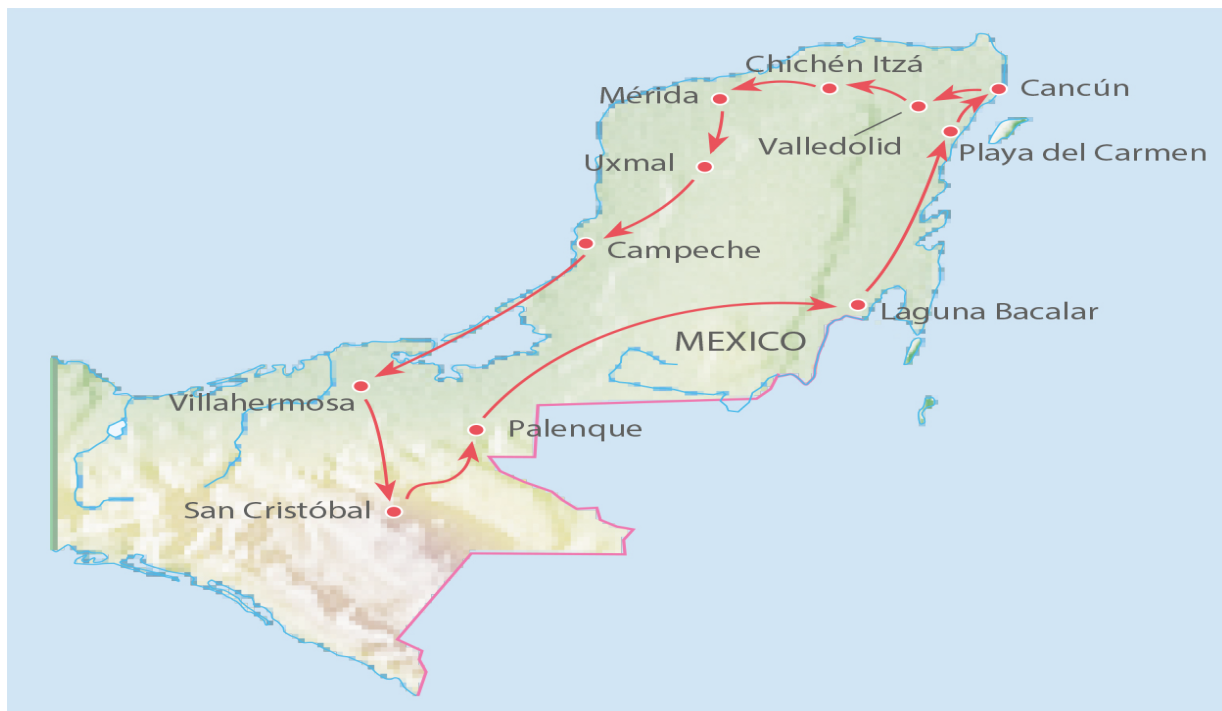 Chichén Itzá
Cancún
Mérida
Valledolid
Playa del Carmen
Uxmal
Campeche
Laguna Bacalar
MEXICO
Villahermosa
Palenque
San Cristóbal